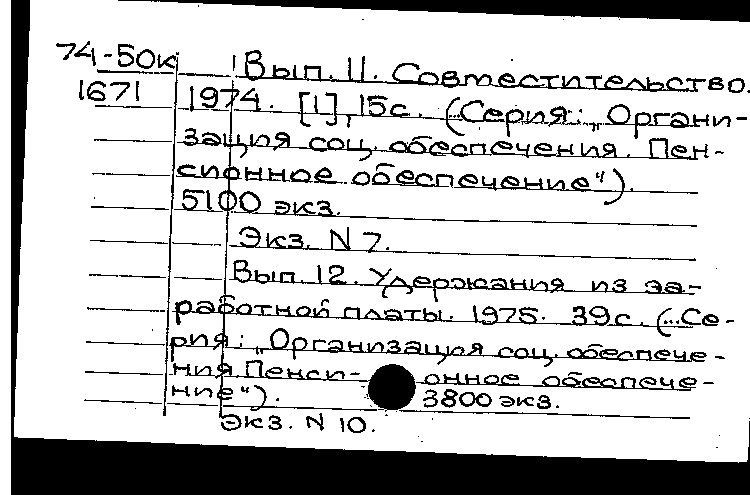 74-50к Вып. 11. Совместительство.
1671 1974. [1], 15с. (Серия: „Органи-
зация соц. обеспечения. Пен-
сионное обеспечение“).
5100 экз.
Экз. N 7.
Вып. 12. Удержания из за-
работной платы. 1975. 39с. (Се-
рия: „Организация соц. обеспече-
ния. Пенси- онное обеспече-
ние“). 3800 экз.
Экз. N 10.